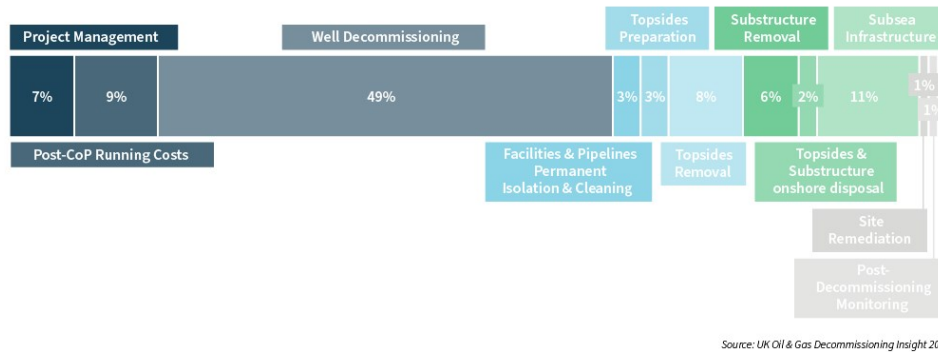 Project Management
Well Decommissioning
Topsides
Preparation
Substructure
Removal
Subsea
Infrastructure
7%
9%
49%
3%
3%
8%
6%
2%
11%
1%
1%
Post-CoP Running Costs
Facilities & Pipelines
Permanent
Isolation & Cleaning
Topsides
Removal
Topsides &
Substructure
onshore disposal
Site
Remediation
Post-
Decommissioning
Monitoring
Source: UK Oil & Gas Decommissioning Insight 20